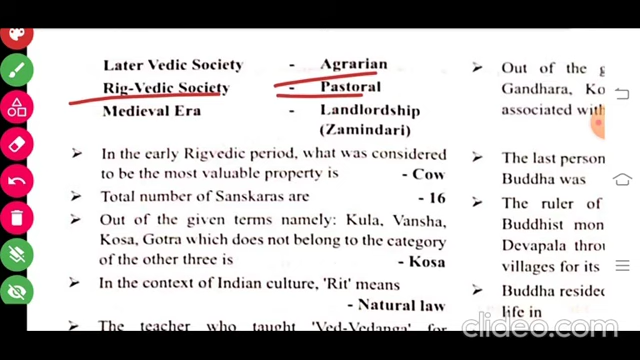 Later Vedic Society - Agrarian
Rig-Vedic Society - Pastoral
Medieval Era - Landlordship
(Zamindari)
➢ In the early Rigvedic period, what was considered
to be the most valuable property is - Cow
➢ Total number of Sanskaras are - 16
➢ Out of the given terms namely: Kula, Vansha,
Kosa, Gotra which does not belong to the category
of the other three is - Kosa
➢ In the context of Indian culture, 'Rit' means
- Natural law
➢ The teacher who taught 'Ved-Vedanga' for
➢ Out of the g
Gandhara, Ko
associated with
➢ The last person
Buddha was
➢ The ruler of
Buddhist mon
Devapala throu
villages for its
➢ Buddha resided
life in
clideo.com